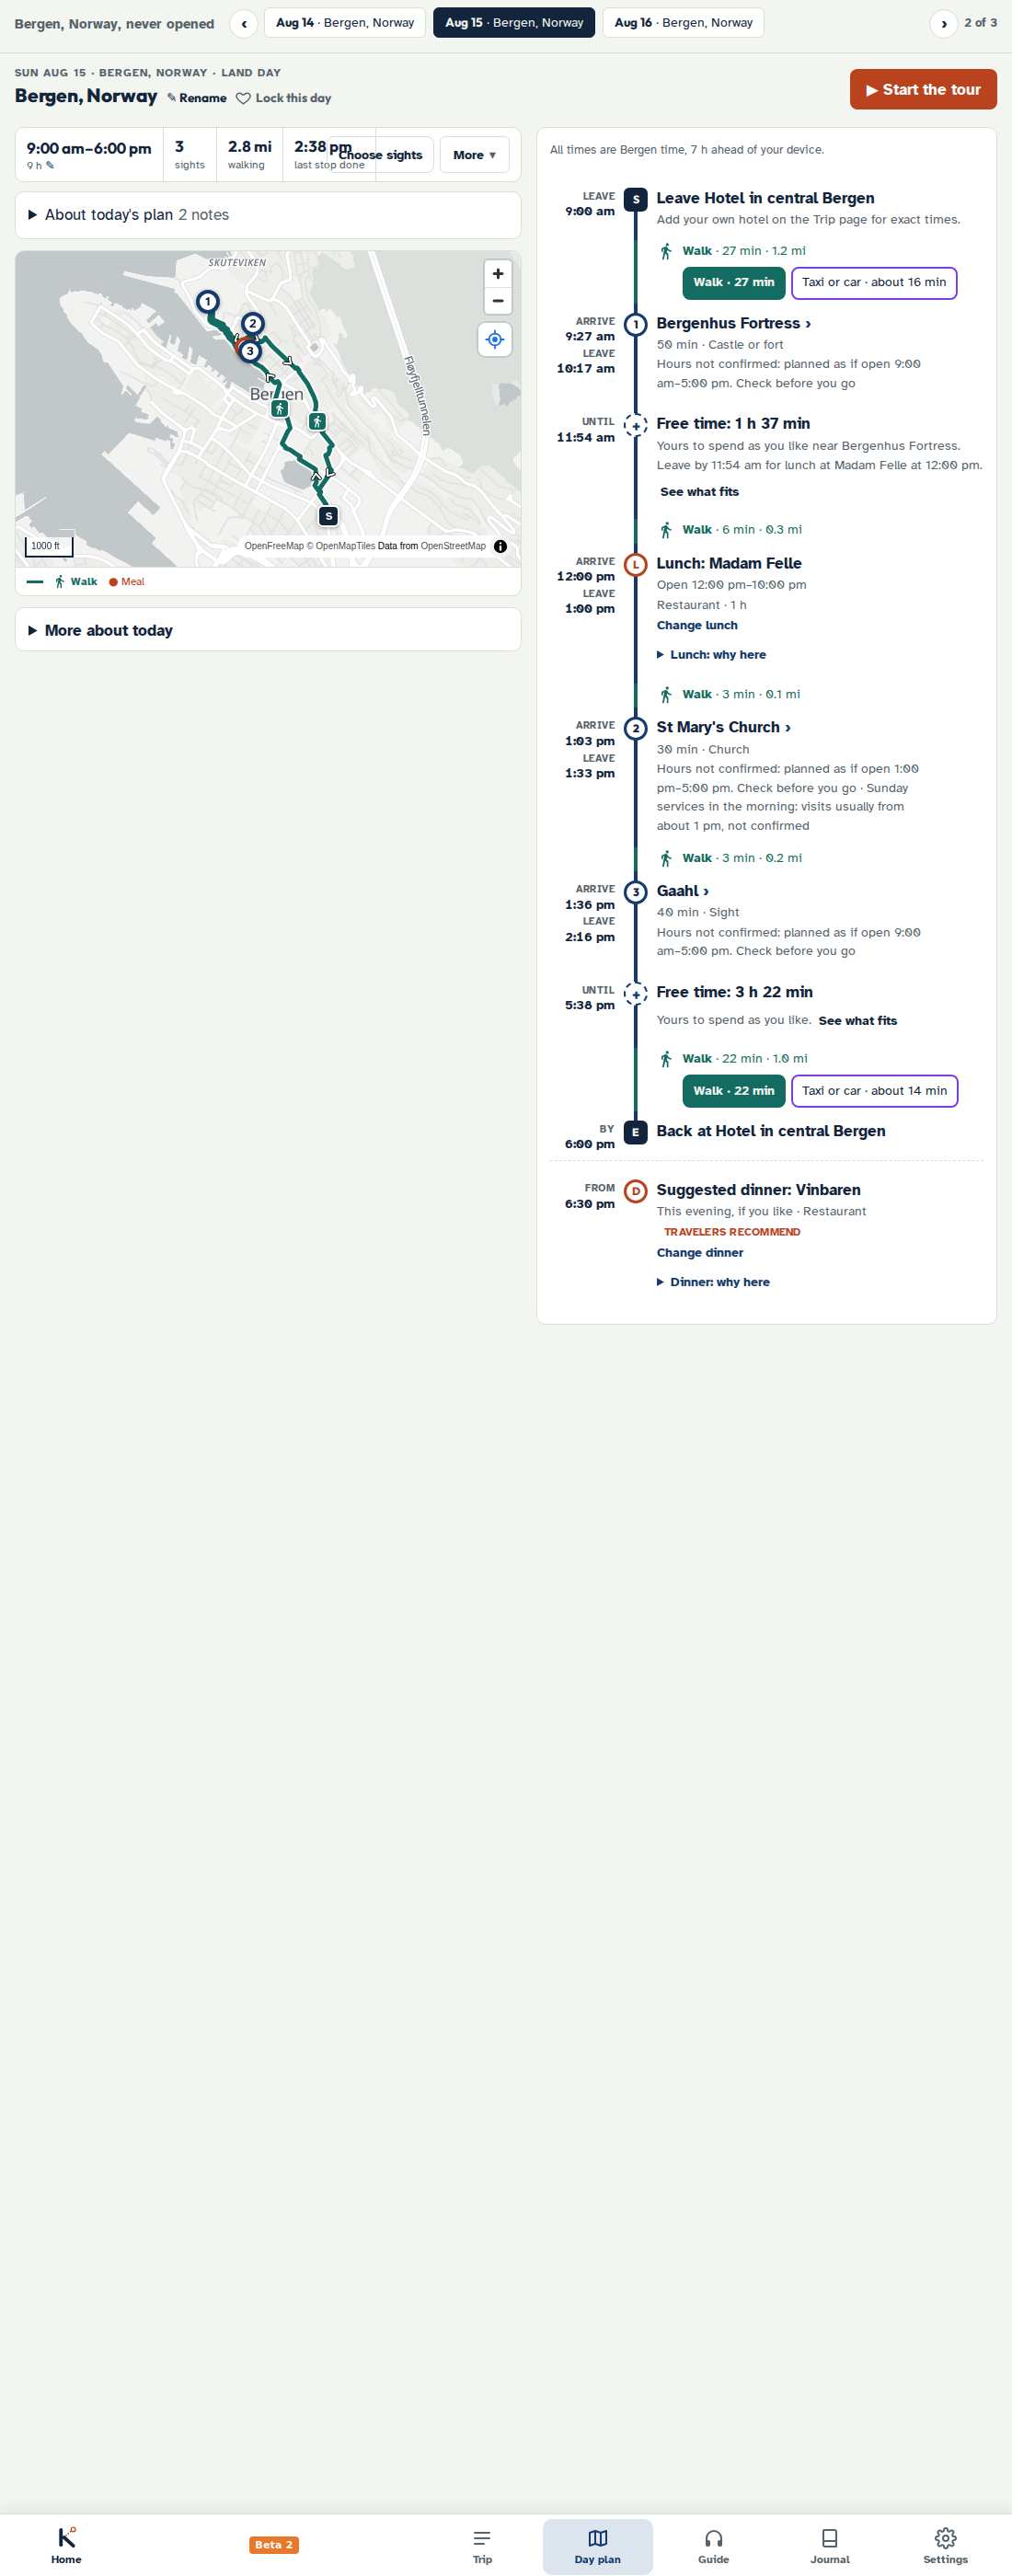 Bergen, Norway, never opened
‹
Aug 14 · Bergen, Norway
Aug 15 · Bergen, Norway
Aug 16 · Bergen, Norway
›
2 of 3
SUN AUG 15 · BERGEN, NORWAY · LAND DAY
Bergen, Norway
✎ Rename
Lock this day
▶ Start the tour
9:00 am–6:00 pm
9 h ✎
3
sights
2.8 mi
walking
2:38 pm
last stop done
Choose sights
More ▾
▶ About today's plan 2 notes
SKUTEVIKEN
1
2
3
Bergen
Fløyfjelltunnelen
S
+
−
1000 ft
OpenFreeMap © OpenMapTiles Data from OpenStreetMap
Walk
Meal
▶ More about today
All times are Bergen time, 7 h ahead of your device.
LEAVE
9:00 am
S
Leave Hotel in central Bergen
Add your own hotel on the Trip page for exact times.
Walk · 27 min · 1.2 mi
Walk · 27 min
Taxi or car · about 16 min
ARRIVE
9:27 am
LEAVE
10:17 am
1
Bergenhus Fortress ›
50 min · Castle or fort
Hours not confirmed: planned as if open 9:00
am–5:00 pm. Check before you go
UNTIL
11:54 am
+
Free time: 1 h 37 min
Yours to spend as you like near Bergenhus Fortress.
Leave by 11:54 am for lunch at Madam Felle at 12:00 pm.
See what fits
Walk · 6 min · 0.3 mi
ARRIVE
12:00 pm
LEAVE
1:00 pm
L
Lunch: Madam Felle
Open 12:00 pm–10:00 pm
Restaurant · 1 h
Change lunch
▶ Lunch: why here
Walk · 3 min · 0.1 mi
ARRIVE
1:03 pm
LEAVE
1:33 pm
2
St Mary's Church ›
30 min · Church
Hours not confirmed: planned as if open 1:00
pm–5:00 pm. Check before you go · Sunday
services in the morning: visits usually from
about 1 pm, not confirmed
Walk · 3 min · 0.2 mi
ARRIVE
1:36 pm
LEAVE
2:16 pm
3
Gaahl ›
40 min · Sight
Hours not confirmed: planned as if open 9:00
am–5:00 pm. Check before you go
UNTIL
5:38 pm
+
Free time: 3 h 22 min
Yours to spend as you like. See what fits
Walk · 22 min · 1.0 mi
Walk · 22 min
Taxi or car · about 14 min
BY
6:00 pm
E
Back at Hotel in central Bergen
FROM
6:30 pm
D
Suggested dinner: Vinbaren
This evening, if you like · Restaurant
TRAVELERS RECOMMEND
Change dinner
▶ Dinner: why here
Home
Beta 2
Trip
Day plan
Guide
Journal
Settings